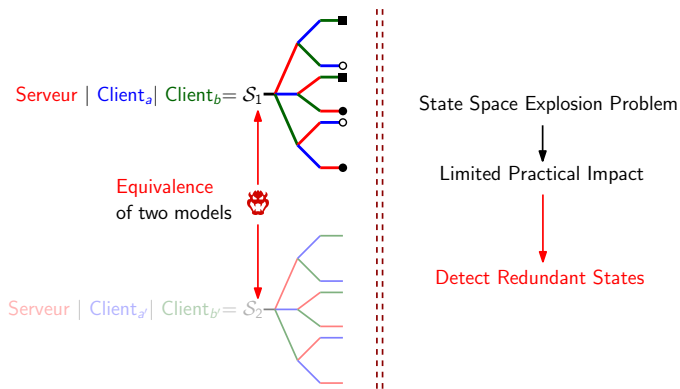 Serveur | Client_a | Client_b = S_1
Equivalence
of two models
Serveur | Client_a′ | Client_b′ = S_2
State Space Explosion Problem
Limited Practical Impact
Detect Redundant States